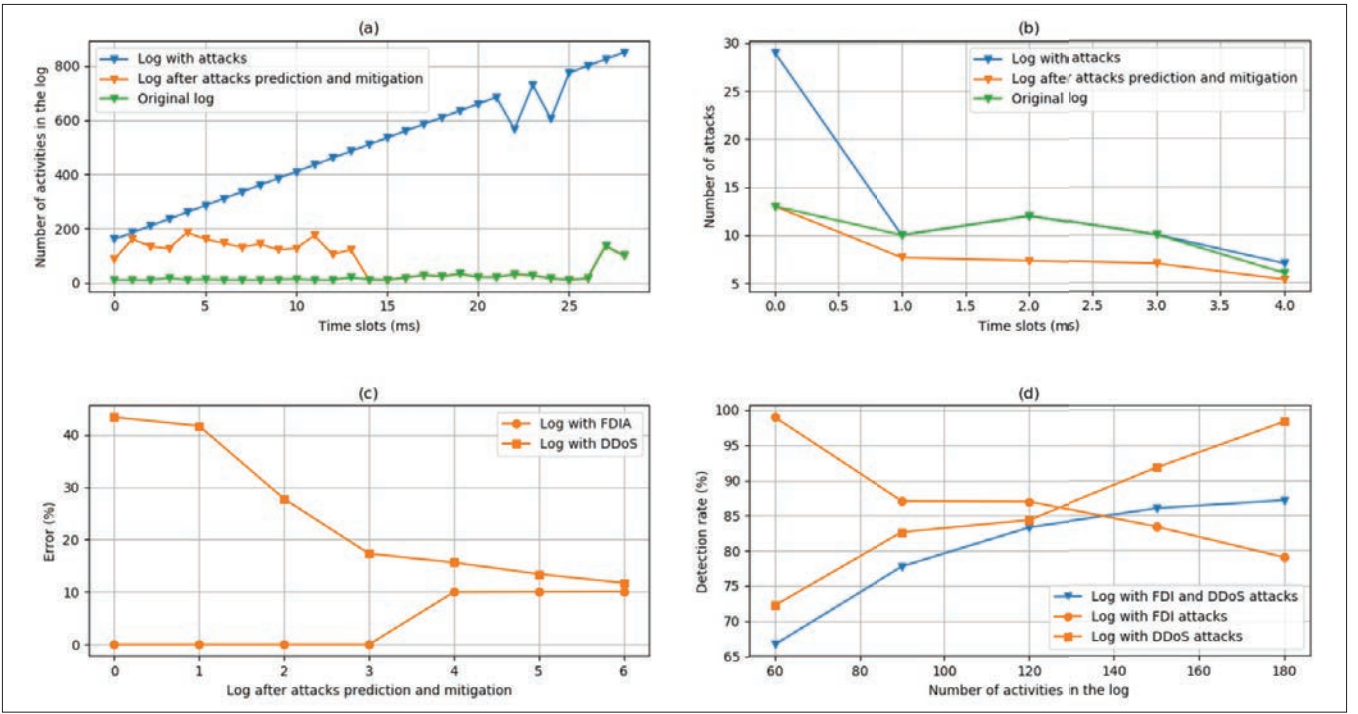 (a)
Number of activities in the log
800
600
400
200
0
Log with attacks
Log after attacks prediction and mitigation
Original log
0 5 10 15 20 25
Time slots (ms)
(b)
Number of attacks
30
25
20
15
10
5
Log with attacks
Log after attacks prediction and mitigation
Original log
0.0 0.5 1.0 1.5 2.0 2.5 3.0 3.5 4.0
Time slots (ms)
(c)
Error (%)
40
30
20
10
0
Log with FDIA
Log with DDoS
0 1 2 3 4 5 6
Log after attacks prediction and mitigation
(d)
Detection rate (%)
100
95
90
85
80
75
70
65
Log with FDI and DDoS attacks
Log with FDI attacks
Log with DDoS attacks
60 80 100 120 140 160 180
Number of activities in the log